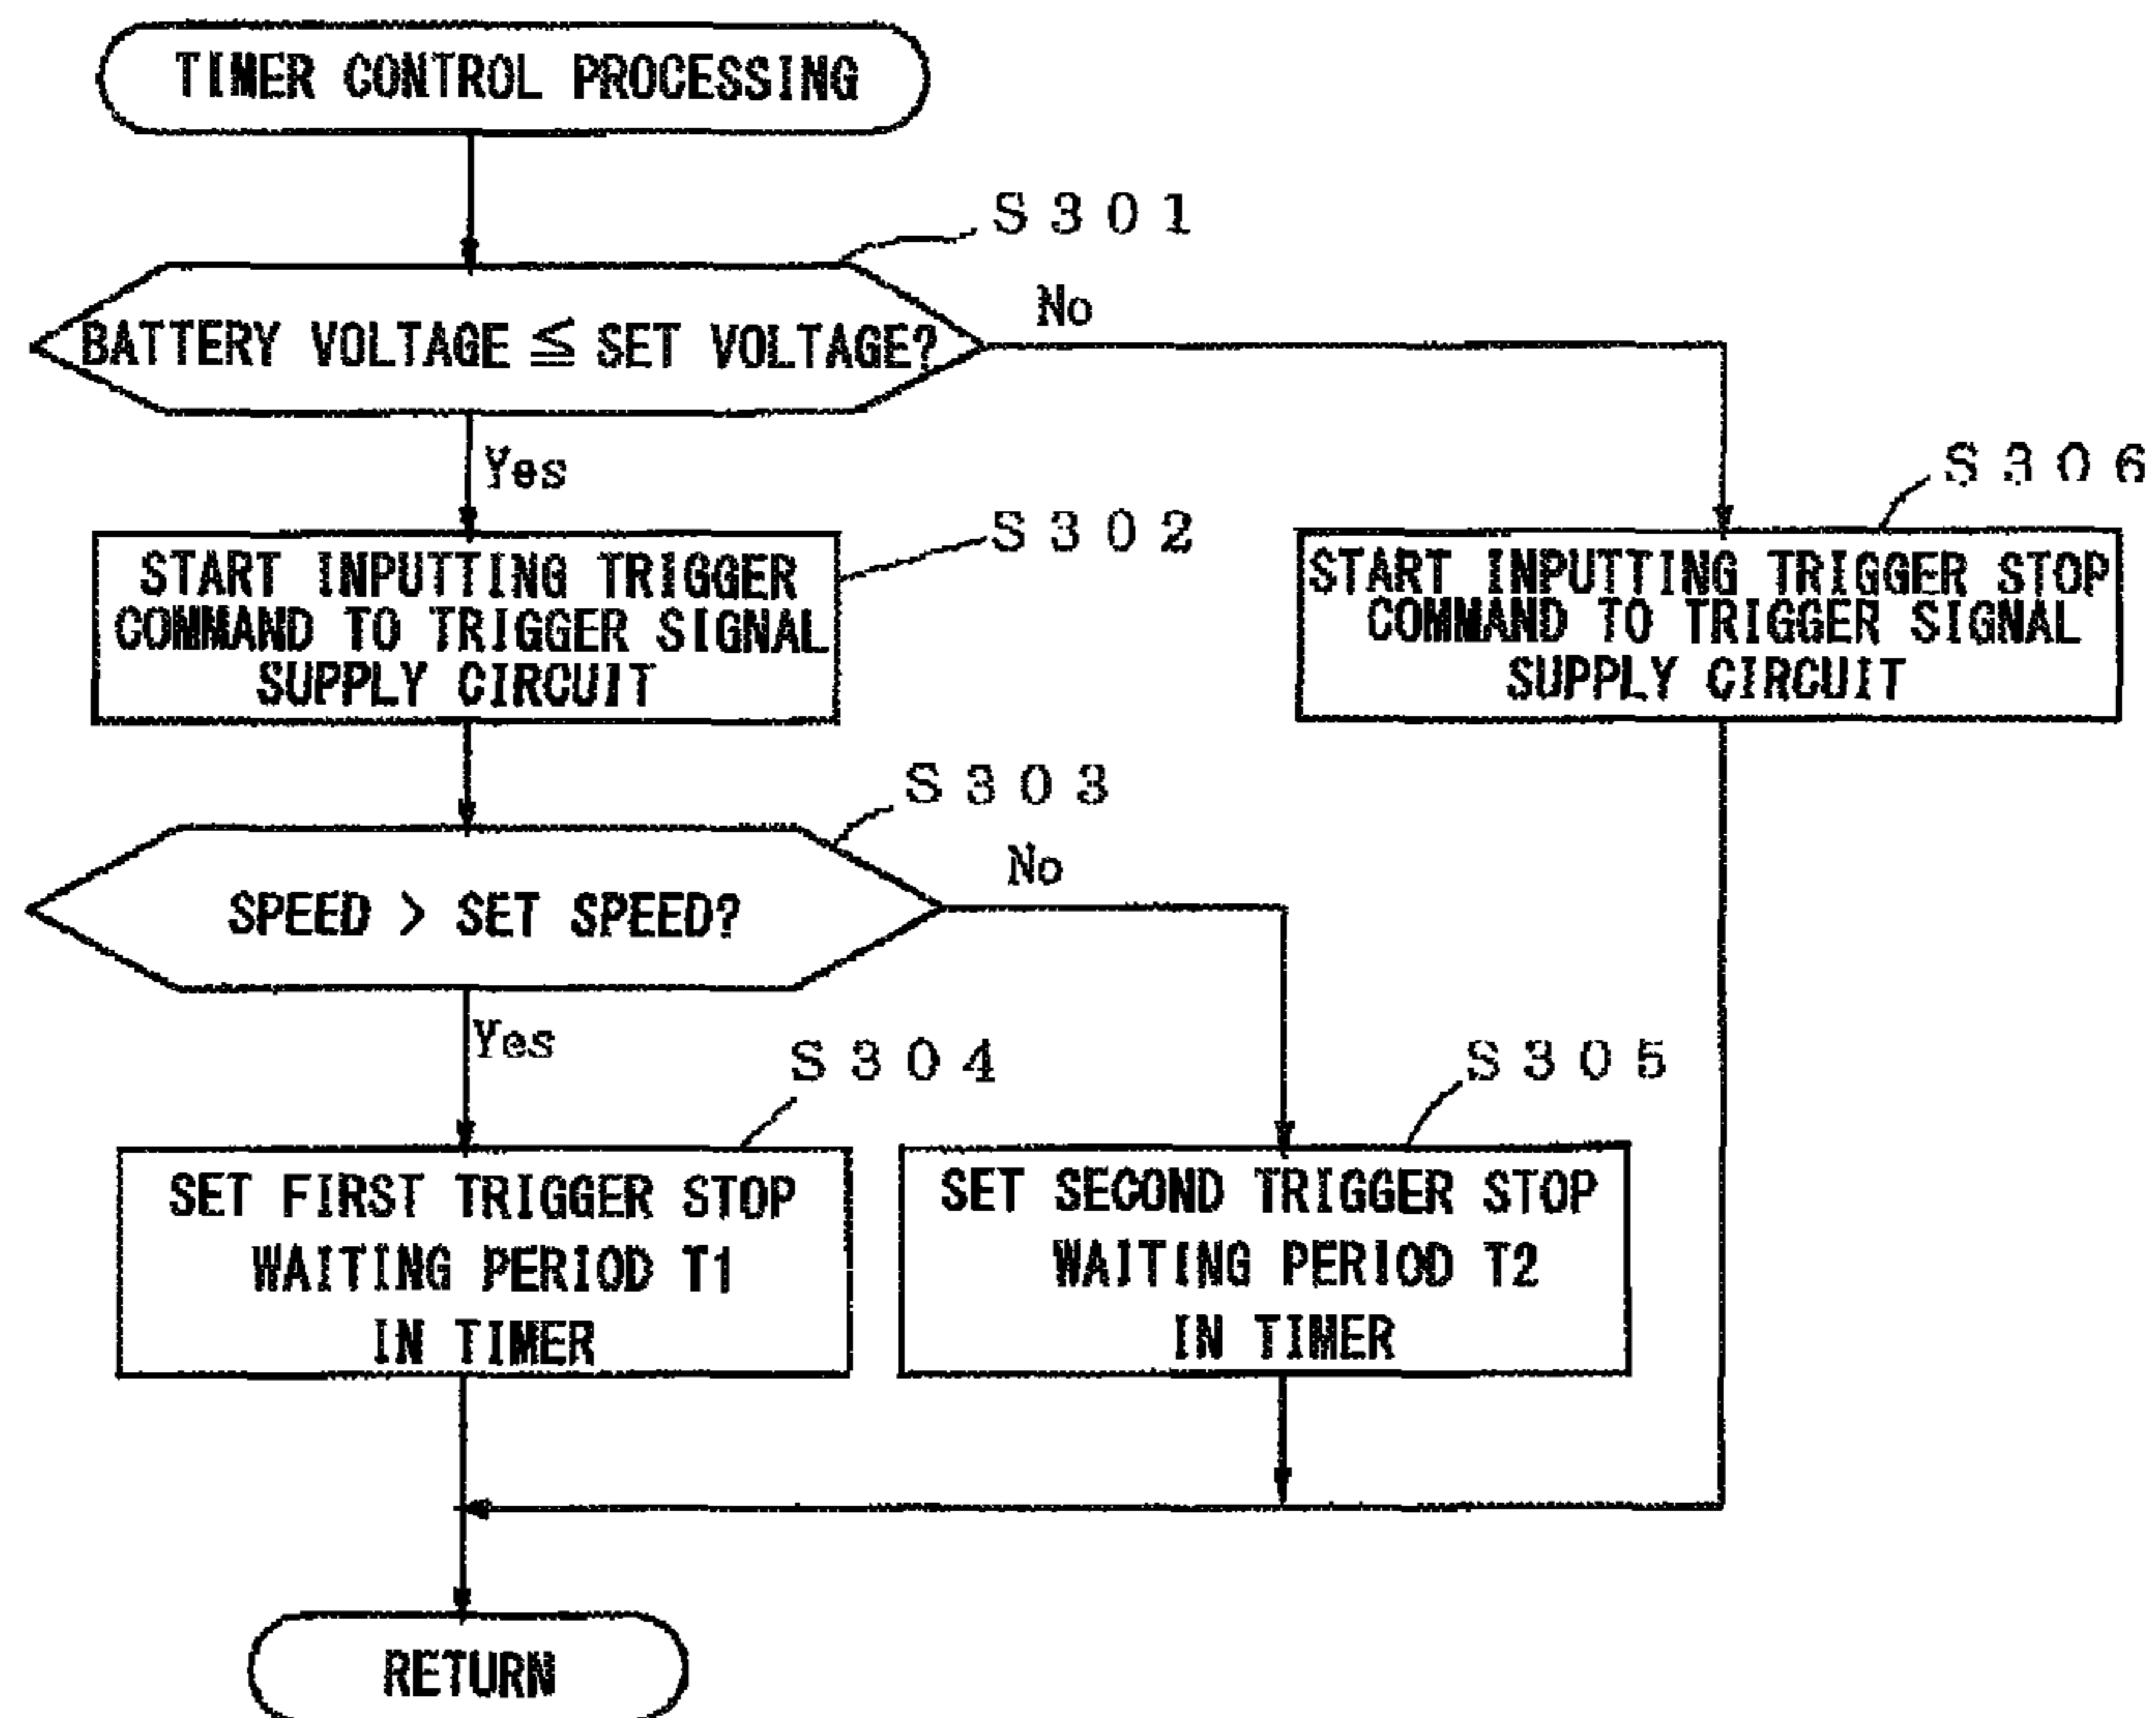 TIMER CONTROL PROCESSING
S301
BATTERY VOLTAGE ≦ SET VOLTAGE?
No
Yes
S302
START INPUTTING TRIGGER
COMMAND TO TRIGGER SIGNAL
SUPPLY CIRCUIT
S306
START INPUTTING TRIGGER STOP
COMMAND TO TRIGGER SIGNAL
SUPPLY CIRCUIT
S303
SPEED > SET SPEED?
No
Yes
S304
SET FIRST TRIGGER STOP
WAITING PERIOD T1
IN TIMER
S305
SET SECOND TRIGGER STOP
WAITING PERIOD T2
IN TIMER
RETURN